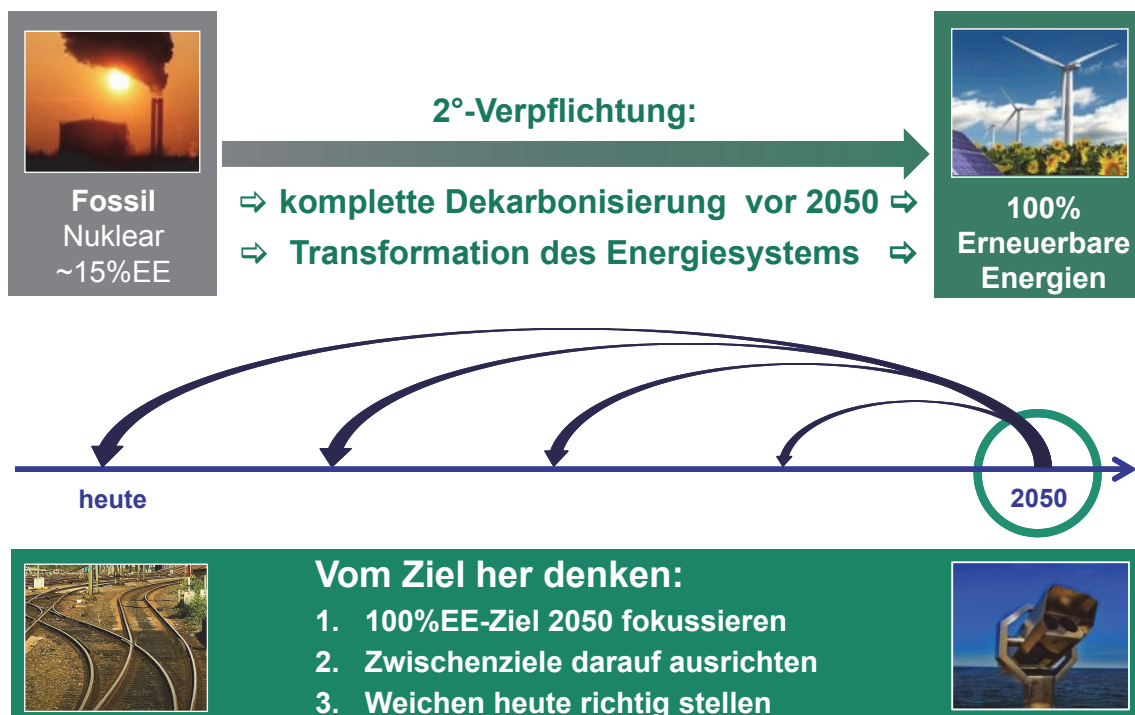 2°-Verpflichtung:
Fossil
Nuklear
~15%EE
⇨ komplette Dekarbonisierung vor 2050 ⇨
⇨ Transformation des Energiesystems ⇨
100%
Erneuerbare
Energien
heute
2050
Vom Ziel her denken:
1. 100%EE-Ziel 2050 fokussieren
2. Zwischenziele darauf ausrichten
3. Weichen heute richtig stellen